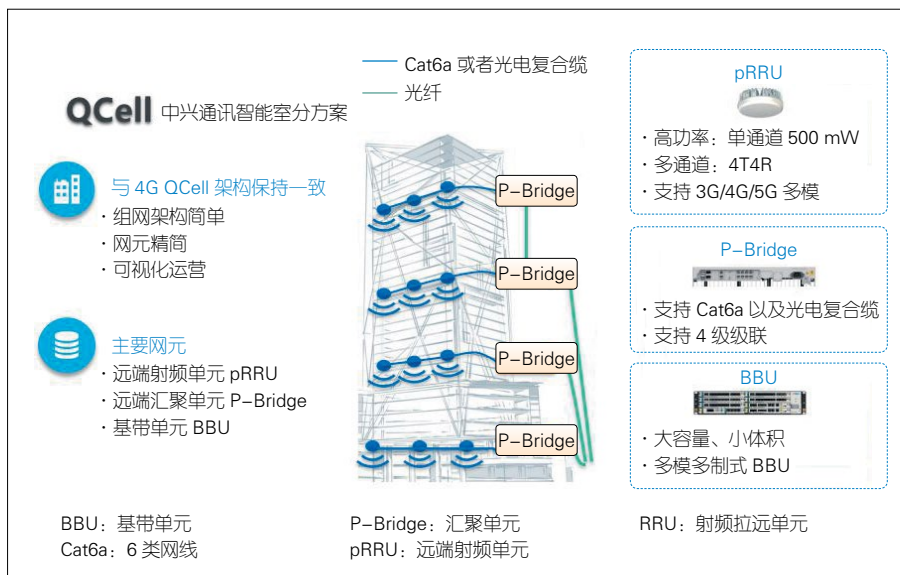 QCell 中兴通讯智能室分方案
与 4G QCell 架构保持一致
· 组网架构简单
· 网元精简
· 可视化运营
主要网元
· 远端射频单元 pRRU
· 远端汇聚单元 P-Bridge
· 基带单元 BBU
Cat6a 或者光电复合缆
光纤
P-Bridge
P-Bridge
P-Bridge
P-Bridge
pRRU
· 高功率：单通道 500 mW
· 多通道：4T4R
· 支持 3G/4G/5G 多模
P-Bridge
· 支持 Cat6a 以及光电复合缆
· 支持 4 级级联
BBU
· 大容量、小体积
· 多模多制式 BBU
BBU：基带单元
Cat6a：6 类网线
P-Bridge：汇聚单元
pRRU：远端射频单元
RRU：射频拉远单元